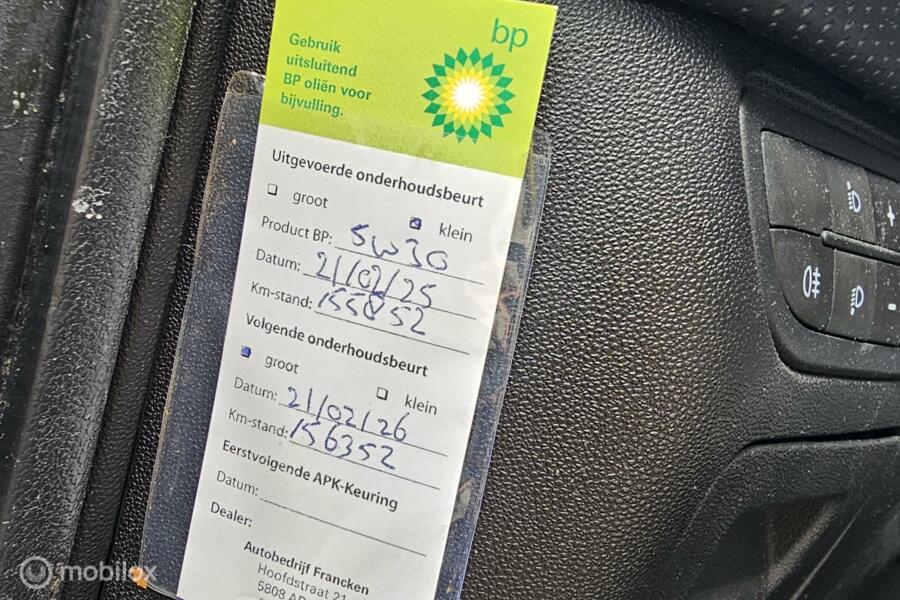 bp
Gebruik
uitsluitend
BP oliën voor
bijvulling.
Uitgevoerde onderhoudsbeurt
groot
klein
Product BP: 5w30
Datum: 21/02/25
Km-stand:
Volgende onderhoudsbeurt
groot
klein
Datum: 21/02/26
Km-stand: 156352
Eerstvolgende APK-Keuring
Datum:
Dealer:
Autobedrijf Francken
Hoofdstraat 21
5808 A
mobilox